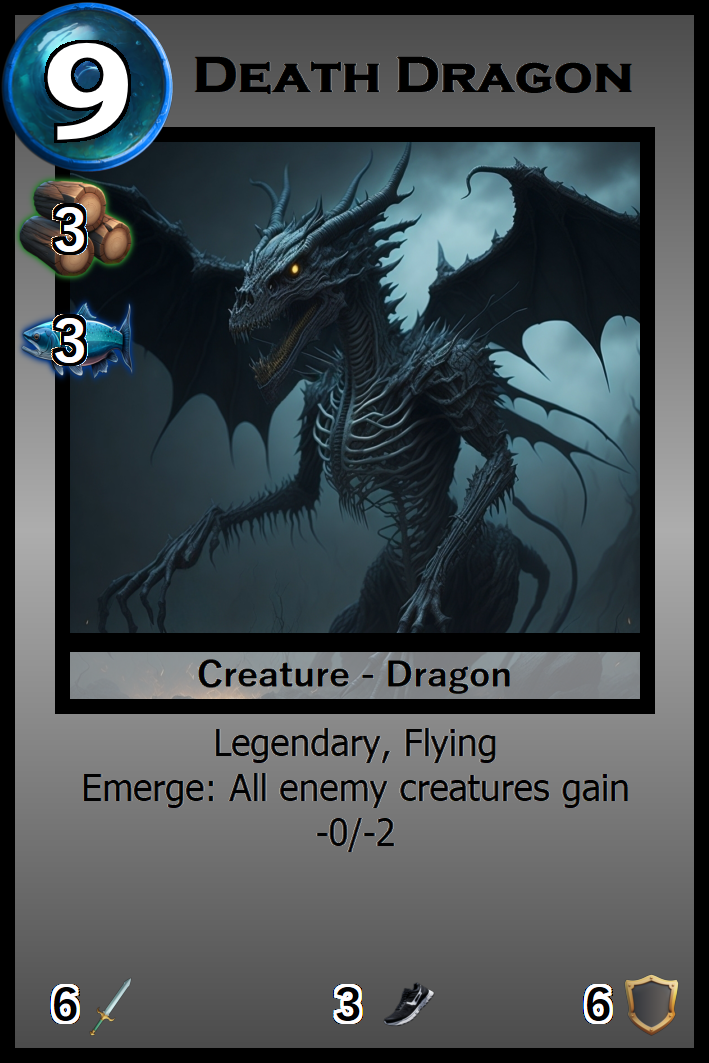 9
Death Dragon
3
3
Creature - Dragon
Legendary, Flying
Emerge: All enemy creatures gain
-0/-2
6 3 6